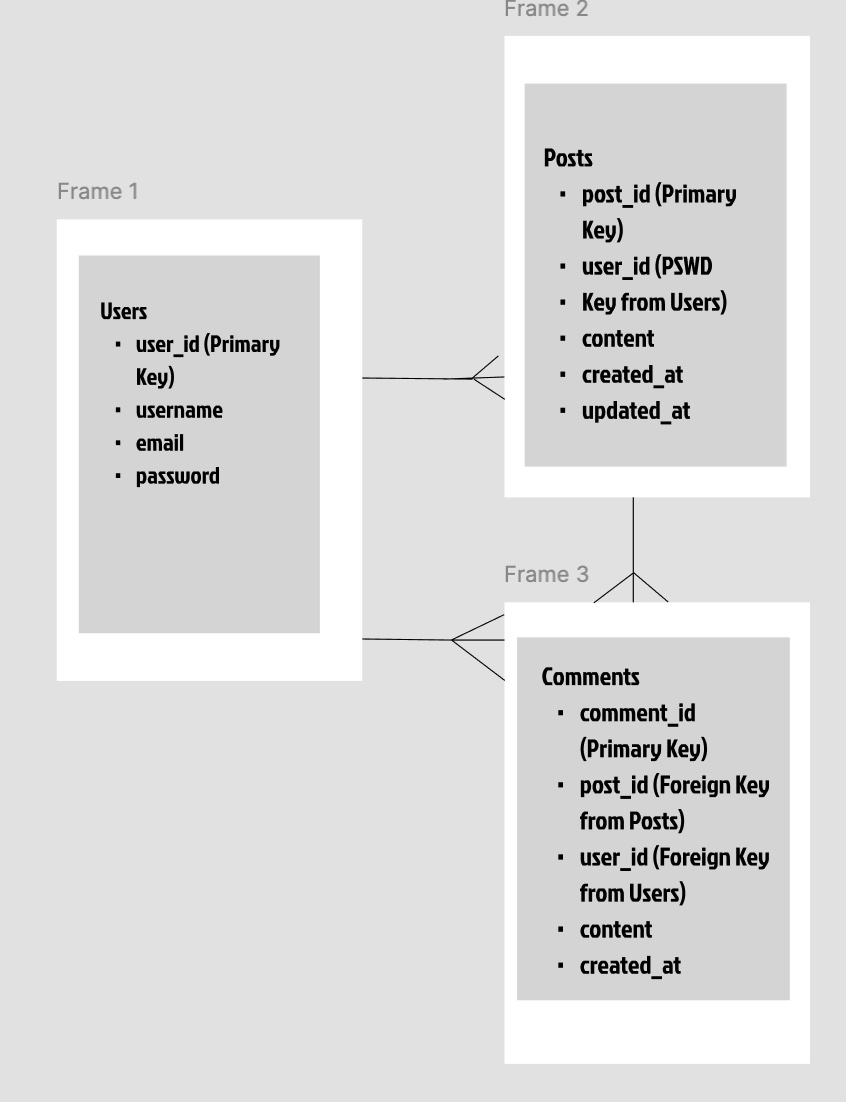 Frame 1
Users
▪ user_id (Primary
Key)
▪ username
▪ email
▪ password
Frame 2
Posts
▪ post_id (Primary
Key)
▪ user_id (PSWD
▪ Key from Users)
▪ content
▪ created_at
▪ updated_at
Frame 3
Comments
▪ comment_id
(Primary Key)
▪ post_id (Foreign Key
from Posts)
▪ user_id (Foreign Key
from Users)
▪ content
▪ created_at